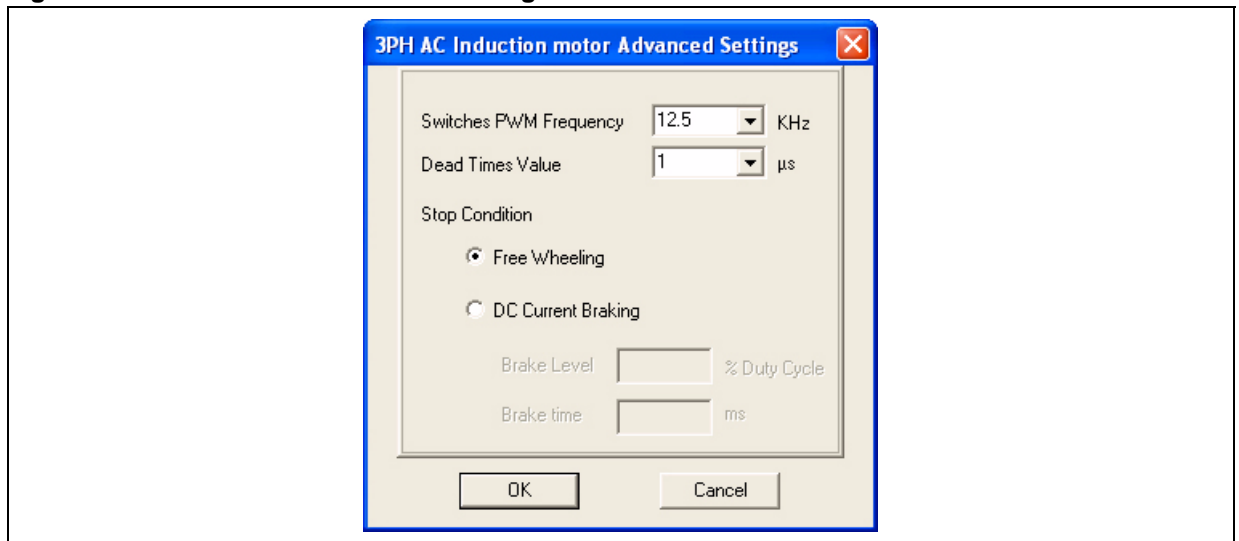 3PH AC Induction motor Advanced Settings
Switches PWM Frequency 12.5 KHz
Dead Times Value 1 µs
Stop Condition
Free Wheeling
DC Current Braking
Brake Level % Duty Cycle
Brake time ms
OK Cancel